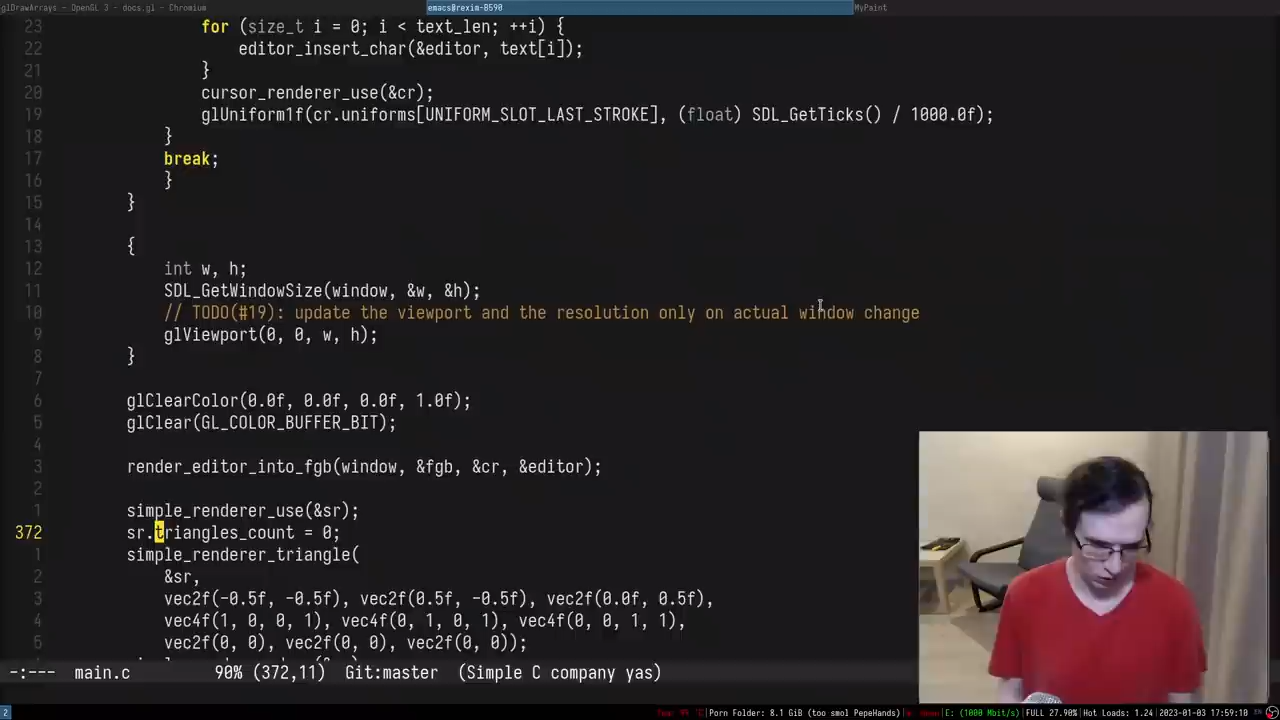 glDrawArrays - OpenGL 3 - docs.gl - Chromium
emacs@rexim-B590
MyPaint
23 for (size_t i = 0; i < text_len; ++i) {
22 editor_insert_char(&editor, text[i]);
21 }
20 cursor_renderer_use(&cr);
19 glUniform1f(cr.uniforms[UNIFORM_SLOT_LAST_STROKE], (float) SDL_GetTicks() / 1000.0f);
18 }
17 break;
16 }
15 }
14
13 {
12 int w, h;
11 SDL_GetWindowSize(window, &w, &h);
10 // TODO(#19): update the viewport and the resolution only on actual window change
9 glViewport(0, 0, w, h);
8 }
7
6 glClearColor(0.0f, 0.0f, 0.0f, 1.0f);
5 glClear(GL_COLOR_BUFFER_BIT);
4
3 render_editor_into_fgb(window, &fgb, &cr, &editor);
2
1 simple_renderer_use(&sr);
372 sr.triangles_count = 0;
1 simple_renderer_triangle(
2 &sr,
3 vec2f(-0.5f, -0.5f), vec2f(0.5f, -0.5f), vec2f(0.0f, 0.5f),
4 vec4f(1, 0, 0, 1), vec4f(0, 1, 0, 1), vec4f(0, 0, 1, 1),
5 vec2f(0, 0), vec2f(0, 0), vec2f(0, 0));
-:--- main.c 90% (372,11) Git:master (Simple C company yas)
2
Porn Folder: 8.1 GiB (too smol PepeHands)
E: (1000 Mbit/s)
FULL 27.90%
Hot Loads: 1.24
2023-01-03 17:59:10